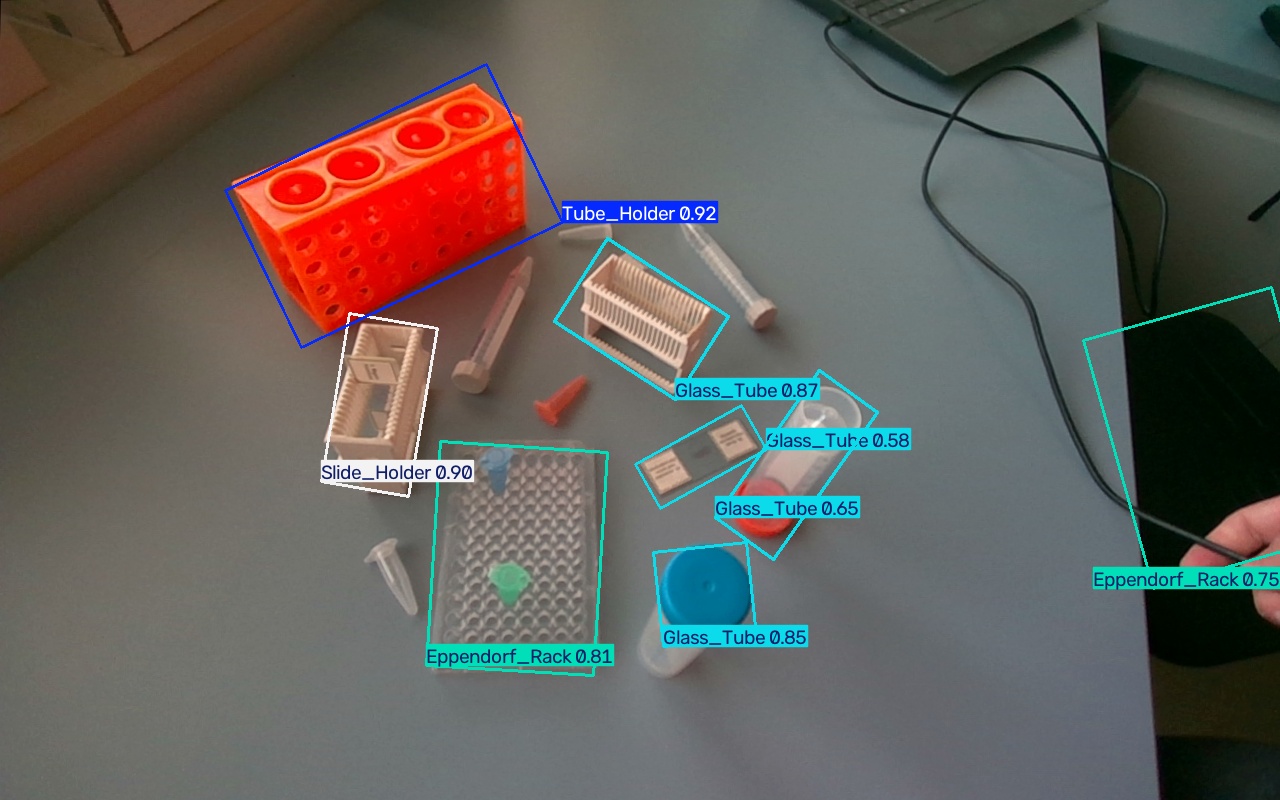 Tube_Holder 0.92
Glass_Tube 0.87
Glass_Tube 0.58
Slide_Holder 0.90
Glass_Tube 0.65
Eppendorf_Rack 0.75
Glass_Tube 0.85
Eppendorf_Rack 0.81